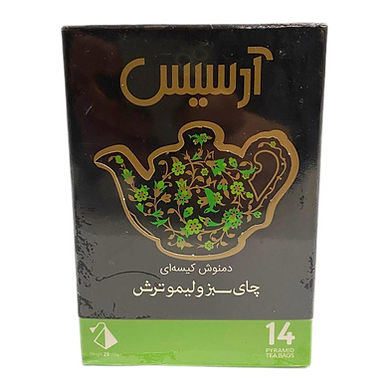 آرسیس
دمنوش کیسه‌ای
چای سبز و لیمو ترش
14
PYRAMID
TEA BAGS